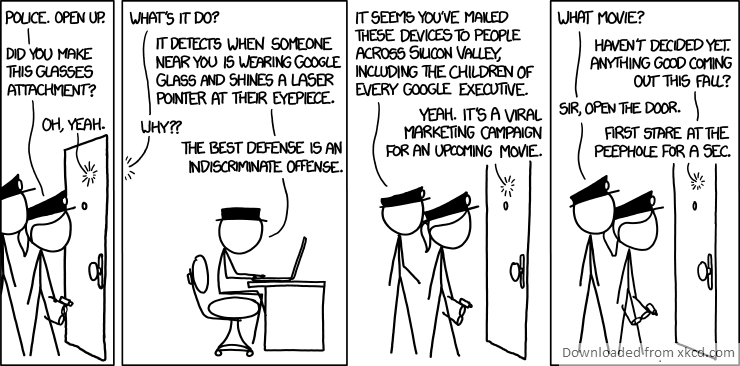 POLICE. OPEN UP.
DID YOU MAKE
THIS GLASSES
ATTACHMENT?
OH, YEAH.
WHAT'S IT DO?
IT DETECTS WHEN SOMEONE
NEAR YOU IS WEARING GOOGLE
GLASS AND SHINES A LASER
POINTER AT THEIR EYEPIECE.
WHY??
THE BEST DEFENSE IS AN
INDISCRIMINATE OFFENSE.
IT SEEMS YOU'VE MAILED
THESE DEVICES TO PEOPLE
ACROSS SILICON VALLEY,
INCLUDING THE CHILDREN OF
EVERY GOOGLE EXECUTIVE.
YEAH. IT'S A VIRAL
MARKETING CAMPAIGN
FOR AN UPCOMING MOVIE.
WHAT MOVIE?
HAVEN'T DECIDED YET.
ANYTHING GOOD COMING
OUT THIS FALL?
SIR, OPEN THE DOOR.
FIRST STARE AT THE
PEEPHOLE FOR A SEC.
Downloaded from xkcd.com